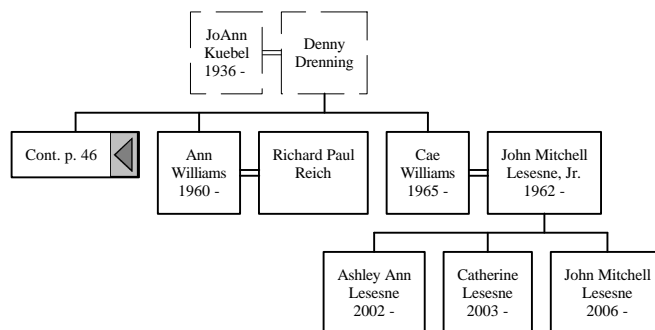 JoAnn
Kuebel
1936 -
Denny
Drenning
Cont. p. 46
Ann
Williams
1960 -
Richard Paul
Reich
Cae
Williams
1965 -
John Mitchell
Lesesne, Jr.
1962 -
Ashley Ann
Lesesne
2002 -
Catherine
Lesesne
2003 -
John Mitchell
Lesesne
2006 -